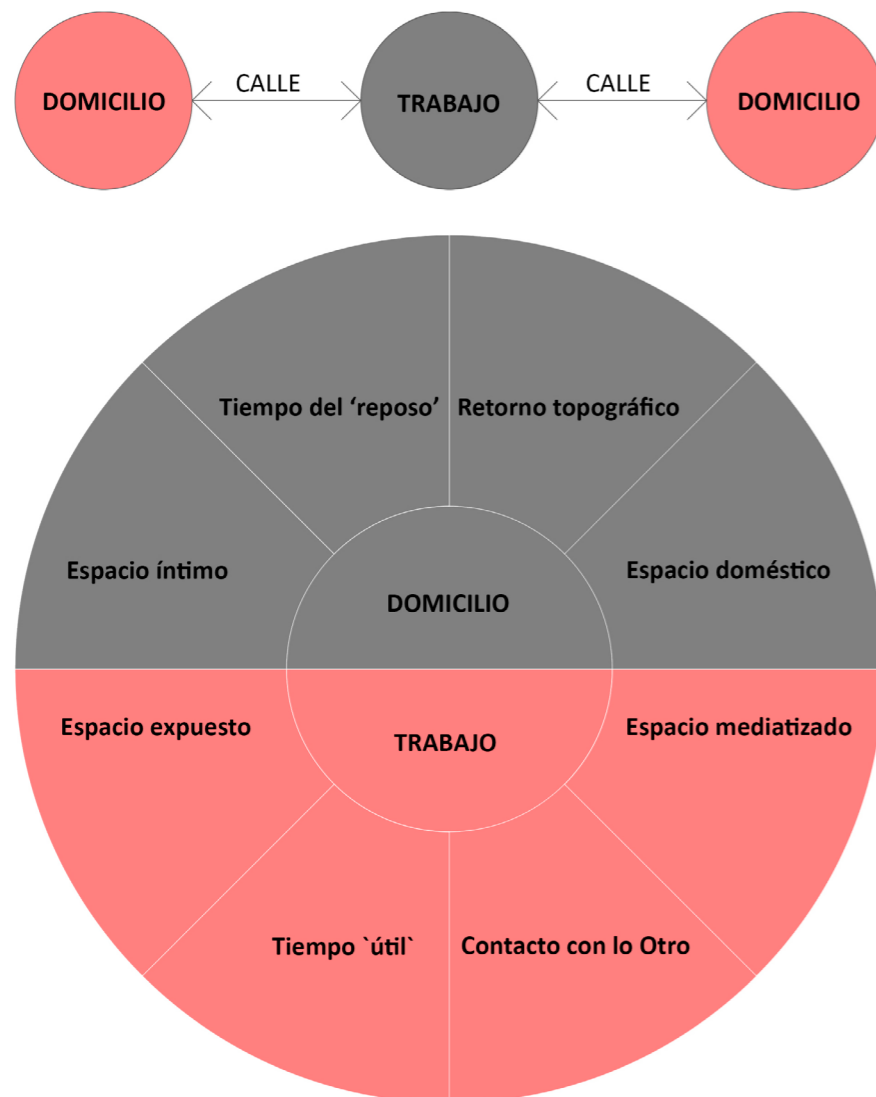 CALLE
CALLE
DOMICILIO
TRABAJO
DOMICILIO
Tiempo del ‘reposo’
Retorno topográfico
Espacio íntimo
Espacio doméstico
DOMICILIO
Espacio expuesto
Espacio mediatizado
TRABAJO
Tiempo `útil`
Contacto con lo Otro